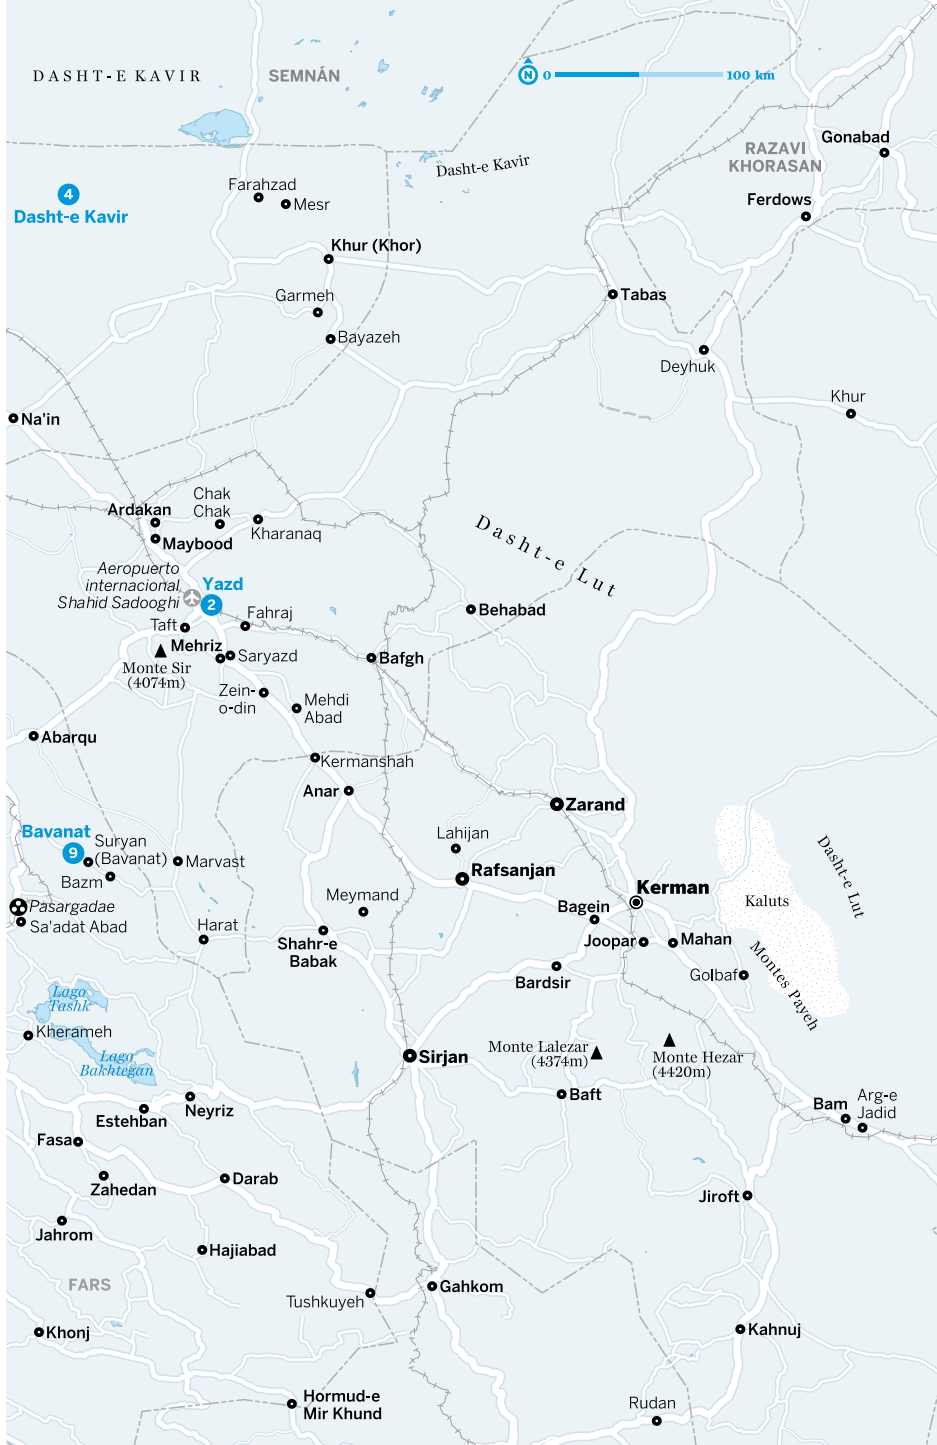 DASHT-E KAVIR
SEMNÁN
N 0 100 km
Gonabad
RAZAVI
KHORASAN
Dasht-e Kavir
4
Dasht-e Kavir
Farahzad
Mesr
Ferdows
Khur (Khor)
Garmeh
Tabas
Bayazeh
Deyhuk
Khur
Na'in
Chak
Chak
Ardakan
Kharanaq
Maybood
Dasht-e Lut
Aeropuerto
internacional
Shahid Sadooghi
Yazd
2
Fahraj
Behabad
Taft
Mehriz
Saryazd
Bafgh
Monte Sir
(4074m)
Zein-
o-din
Mehdi
Abad
Abarqu
Kermanshah
Anar
Zarand
Bavanat
9
Suryan
(Bavanat)
Marvast
Lahijan
Bazm
Rafsanjan
Kerman
Kaluts
Dasht-e Lut
Pasargadae
Sa'adat Abad
Meymand
Bagein
Harat
Shahr-e
Babak
Joopar
Mahan
Golbaf
Montes Payeh
Bardsir
Lago
Tashk
Kherameh
Lago
Bakhtegan
Sirjan
Monte Lalezar
(4374m)
Monte Hezar
(4420m)
Baft
Bam
Arg-e
Jadid
Neyriz
Estehban
Fasa
Zahedan
Darab
Jiroft
Jahrom
Hajiabad
FARS
Tushkuyeh
Gahkom
Khonj
Kahnuj
Hormud-e
Mir Khund
Rudan